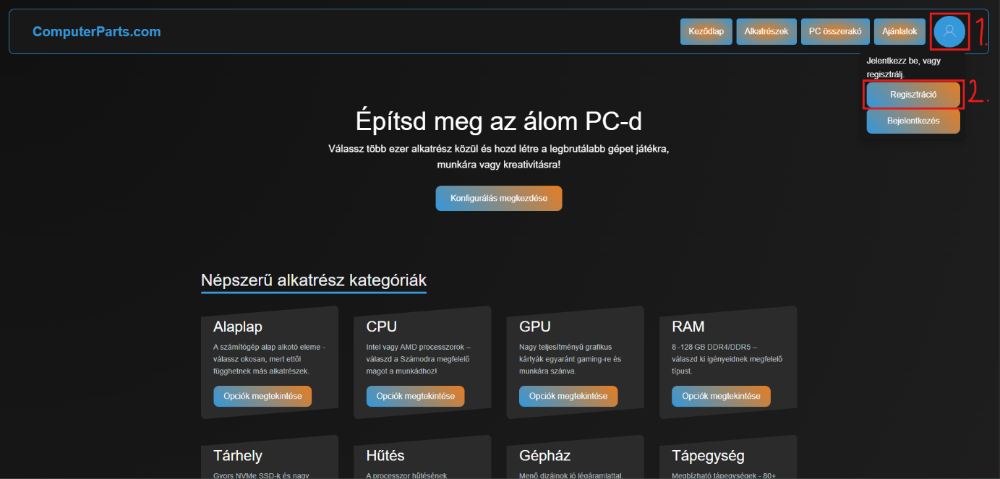 ComputerParts.com
Kezdőlap
Alkatrészek
PC összerakó
Ajánlatok
1.
Jelentkezz be, vagy
regisztrálj.
Regisztráció
2.
Bejelentkezés
Építsd meg az álom PC-d
Válassz több ezer alkatrész közül és hozd létre a legbrutálabb gépet játékra,
munkára vagy kreativitásra!
Konfigurálás megkezdése
Népszerű alkatrész kategóriák
Alaplap
A számítógép alap alkotó eleme -
válassz okosan, mert ettől
függhetnek más alkatrészek.
Opciók megtekintése
CPU
Intel vagy AMD processzorok –
válaszd a Számodra megfelelő
magot a munkádhoz!
Opciók megtekintése
GPU
Nagy teljesítményű grafikus
kártyák egyaránt gaming-re és
munkára szánva.
Opciók megtekintése
RAM
8 -128 GB DDR4/DDR5 –
válaszd ki igényeidnek megfelelő
típust.
Opciók megtekintése
Tárhely
Gyors NVMe SSD-k és nagy
Hűtés
A processzor hűtésének
Gépház
Menő dizájnok jó légáramlattal.
Tápegység
Megbízható tápegységek - 80+